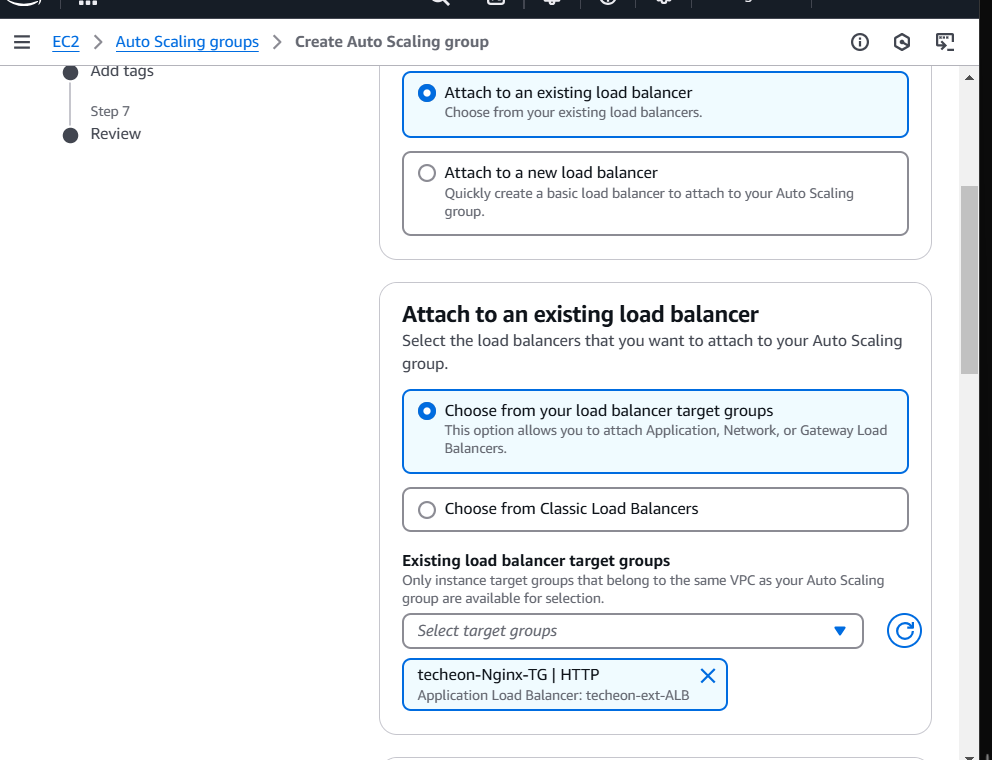 EC2 > Auto Scaling groups > Create Auto Scaling group
Add tags
Step 7
Review
Attach to an existing load balancer
Choose from your existing load balancers.
Attach to a new load balancer
Quickly create a basic load balancer to attach to your Auto Scaling
group.
Attach to an existing load balancer
Select the load balancers that you want to attach to your Auto Scaling
group.
Choose from your load balancer target groups
This option allows you to attach Application, Network, or Gateway Load
Balancers.
Choose from Classic Load Balancers
Existing load balancer target groups
Only instance target groups that belong to the same VPC as your Auto Scaling
group are available for selection.
Select target groups
techeon-Nginx-TG | HTTP
Application Load Balancer: techeon-ext-ALB